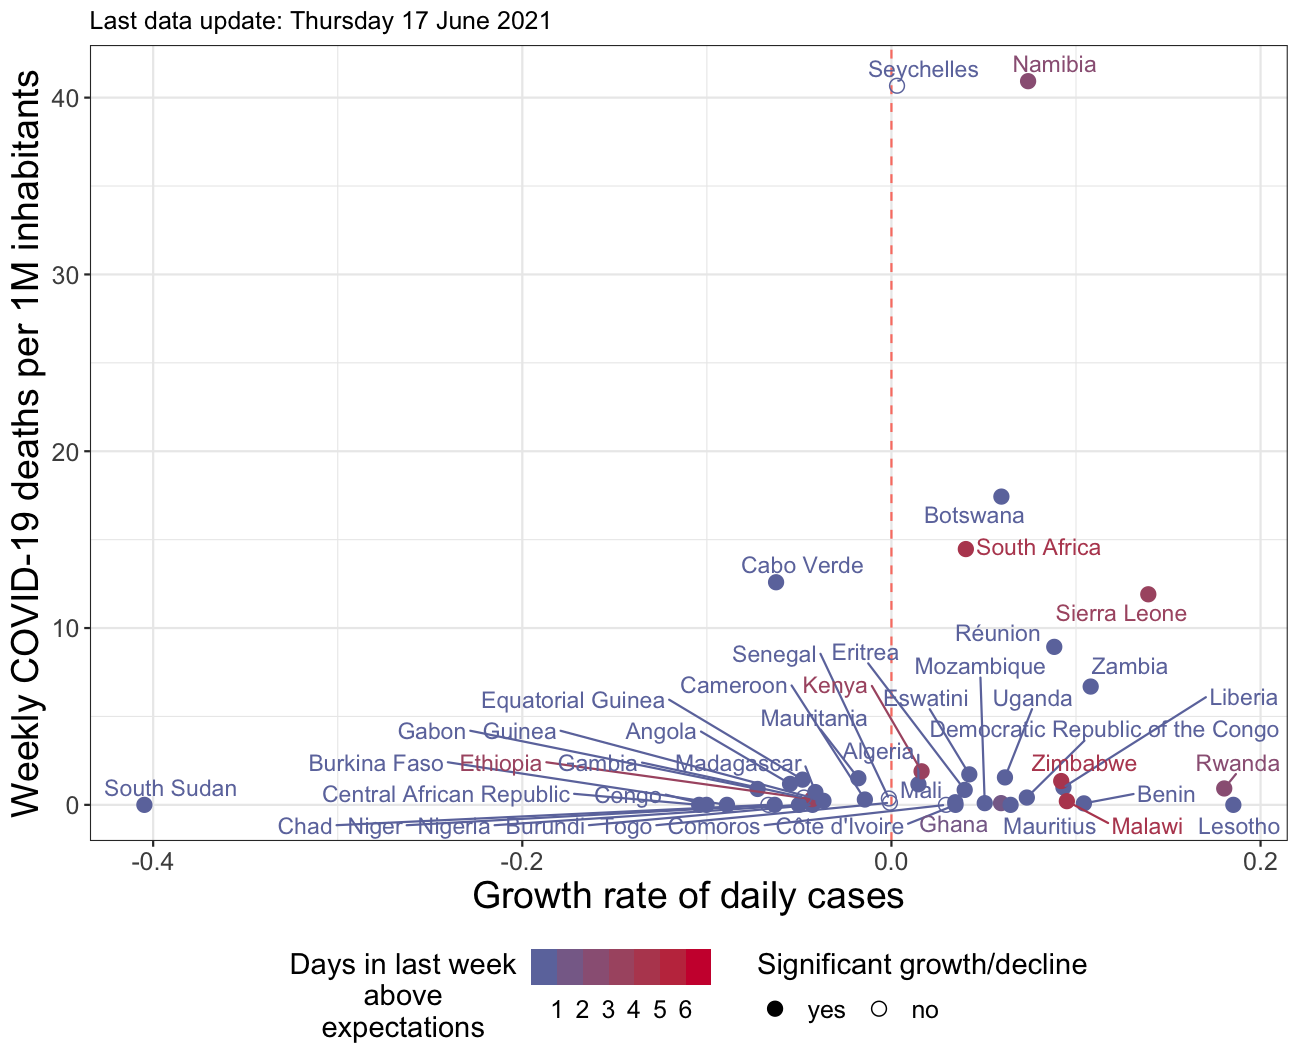 Last data update: Thursday 17 June 2021
Weekly COVID-19 deaths per 1M inhabitants
40
30
20
10
0
Seychelles
Namibia
Botswana
South Africa
Cabo Verde
Sierra Leone
Réunion
Senegal
Eritrea
Mozambique
Zambia
Cameroon
Kenya
Equatorial Guinea
Eswatini
Uganda
Liberia
Mauritania
Gabon
Guinea
Angola
Democratic Republic of the Congo
Algeria
Burkina Faso
Ethiopia
Gambia
Madagascar
Zimbabwe
Rwanda
South Sudan
Central African Republic
Congo
Mali
Benin
Chad
Niger
Nigeria
Burundi
Togo
Comoros
Côte d'Ivoire
Ghana
Mauritius
Malawi
Lesotho
-0.4
-0.2
0.0
0.2
Growth rate of daily cases
Days in last week
above
expectations
1 2 3 4 5 6
Significant growth/decline
yes
no